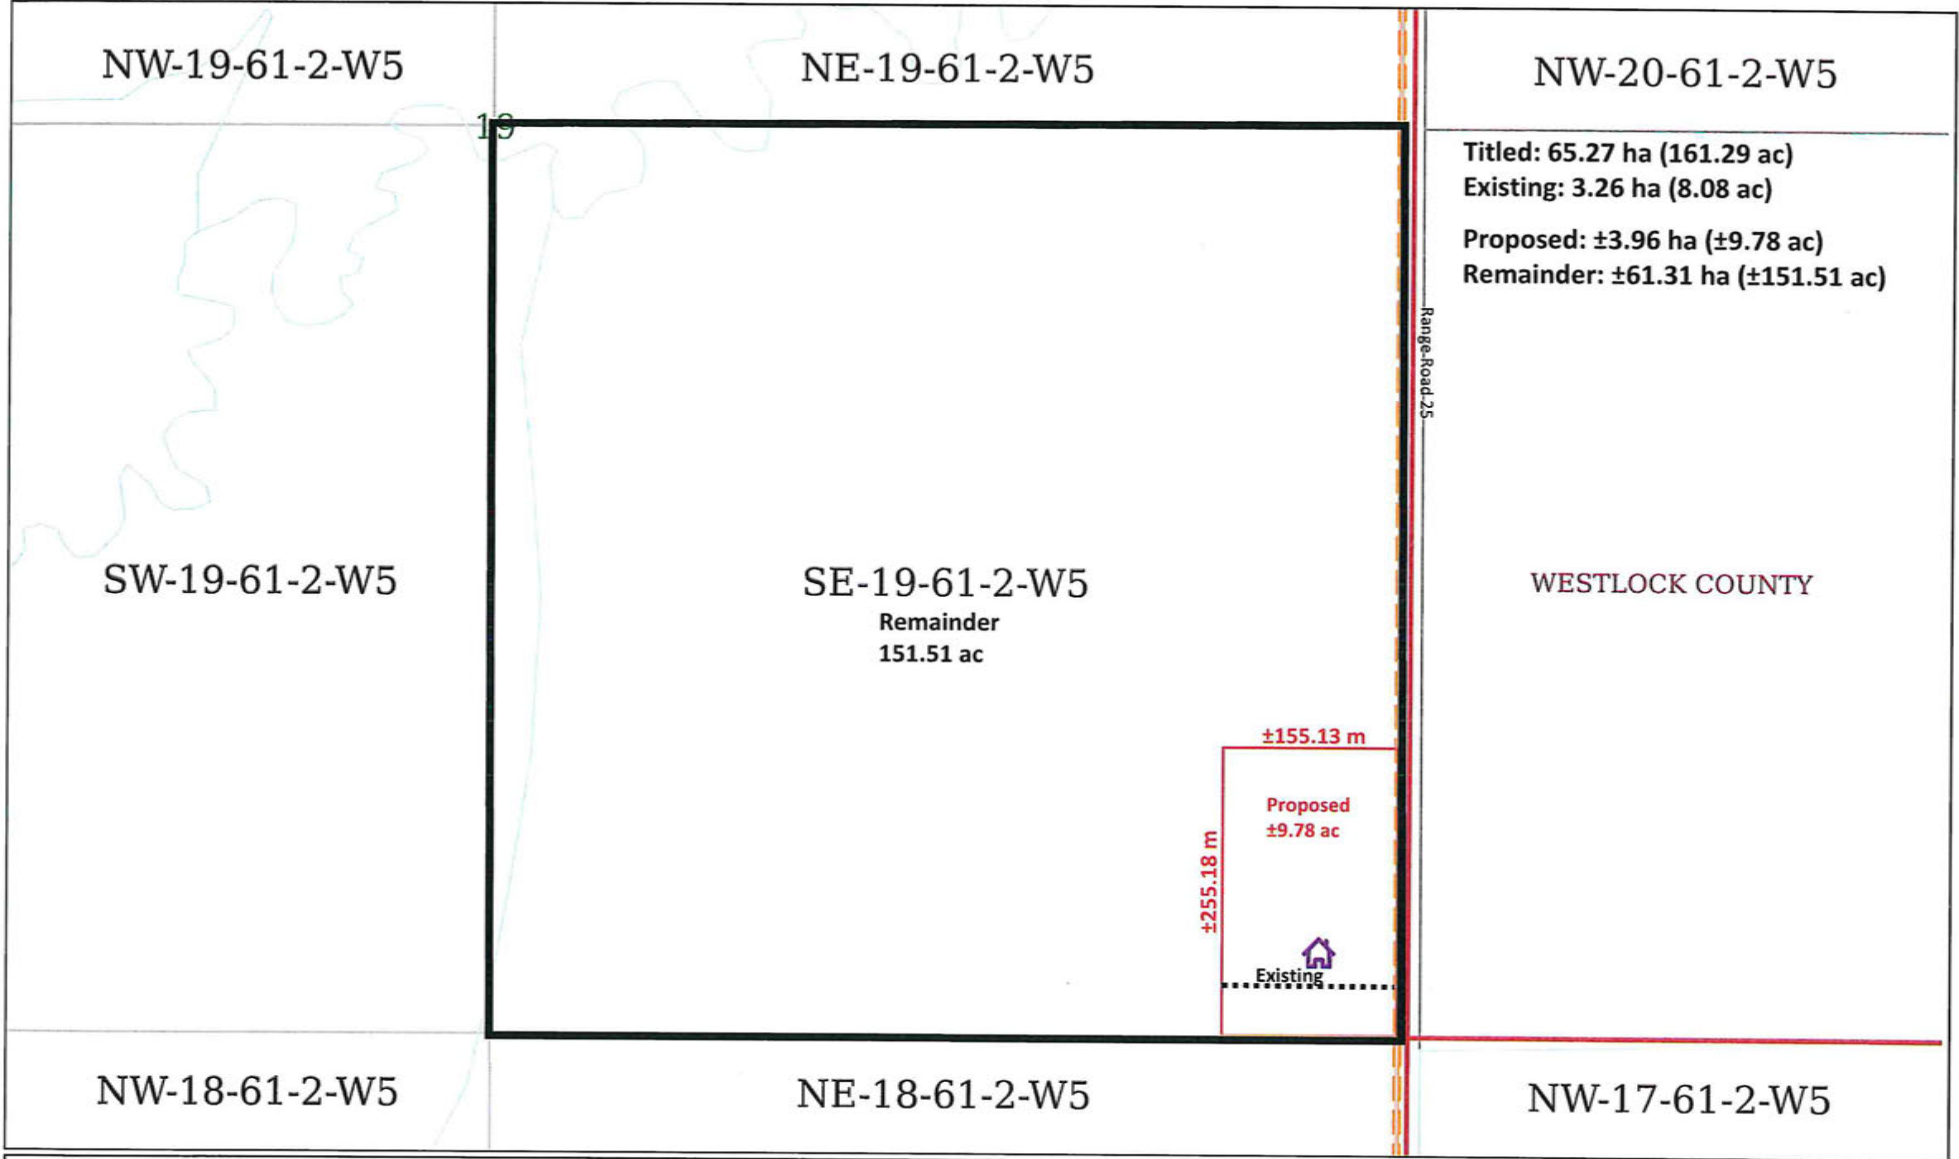 NW-19-61-2-W5
NE-19-61-2-W5
NW-20-61-2-W5
19
Titled: 65.27 ha (161.29 ac)
Existing: 3.26 ha (8.08 ac)
Proposed: ±3.96 ha (±9.78 ac)
Remainder: ±61.31 ha (±151.51 ac)
Range-Road-25
SW-19-61-2-W5
SE-19-61-2-W5
Remainder
151.51 ac
WESTLOCK COUNTY
±155.13 m
Proposed
±9.78 ac
±255.18 m
Existing
NW-18-61-2-W5
NE-18-61-2-W5
NW-17-61-2-W5